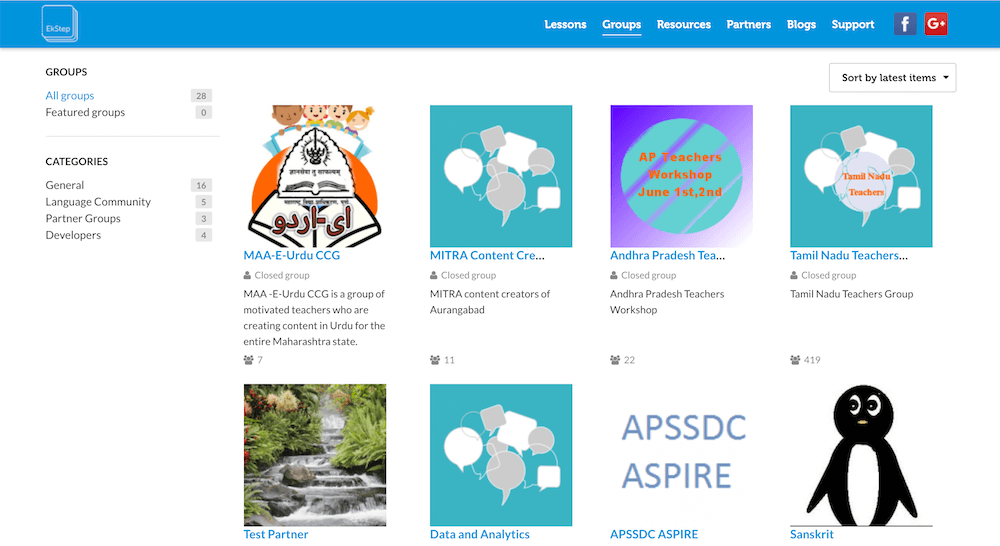 EkStep
Lessons Groups Resources Partners Blogs Support
GROUPS
All groups 28
Featured groups 0
CATEGORIES
General 16
Language Community 5
Partner Groups 3
Developers 4
Sort by latest items
ای-اردو
MAA-E-Urdu CCG
Closed group
MAA -E-Urdu CCG is a group of
motivated teachers who are
creating content in Urdu for the
entire Maharashtra state.
7
MITRA Content Cre...
Closed group
MITRA content creators of
Aurangabad
11
AP Teachers
Workshop
June 1st,2nd
Andhra Pradesh Tea...
Closed group
Andhra Pradesh Teachers
Workshop
22
Tamil Nadu
Teachers
Tamil Nadu Teachers...
Closed group
Tamil Nadu Teachers Group
419
Test Partner
Data and Analytics
APSSDC
ASPIRE
APSSDC ASPIRE
Sanskrit